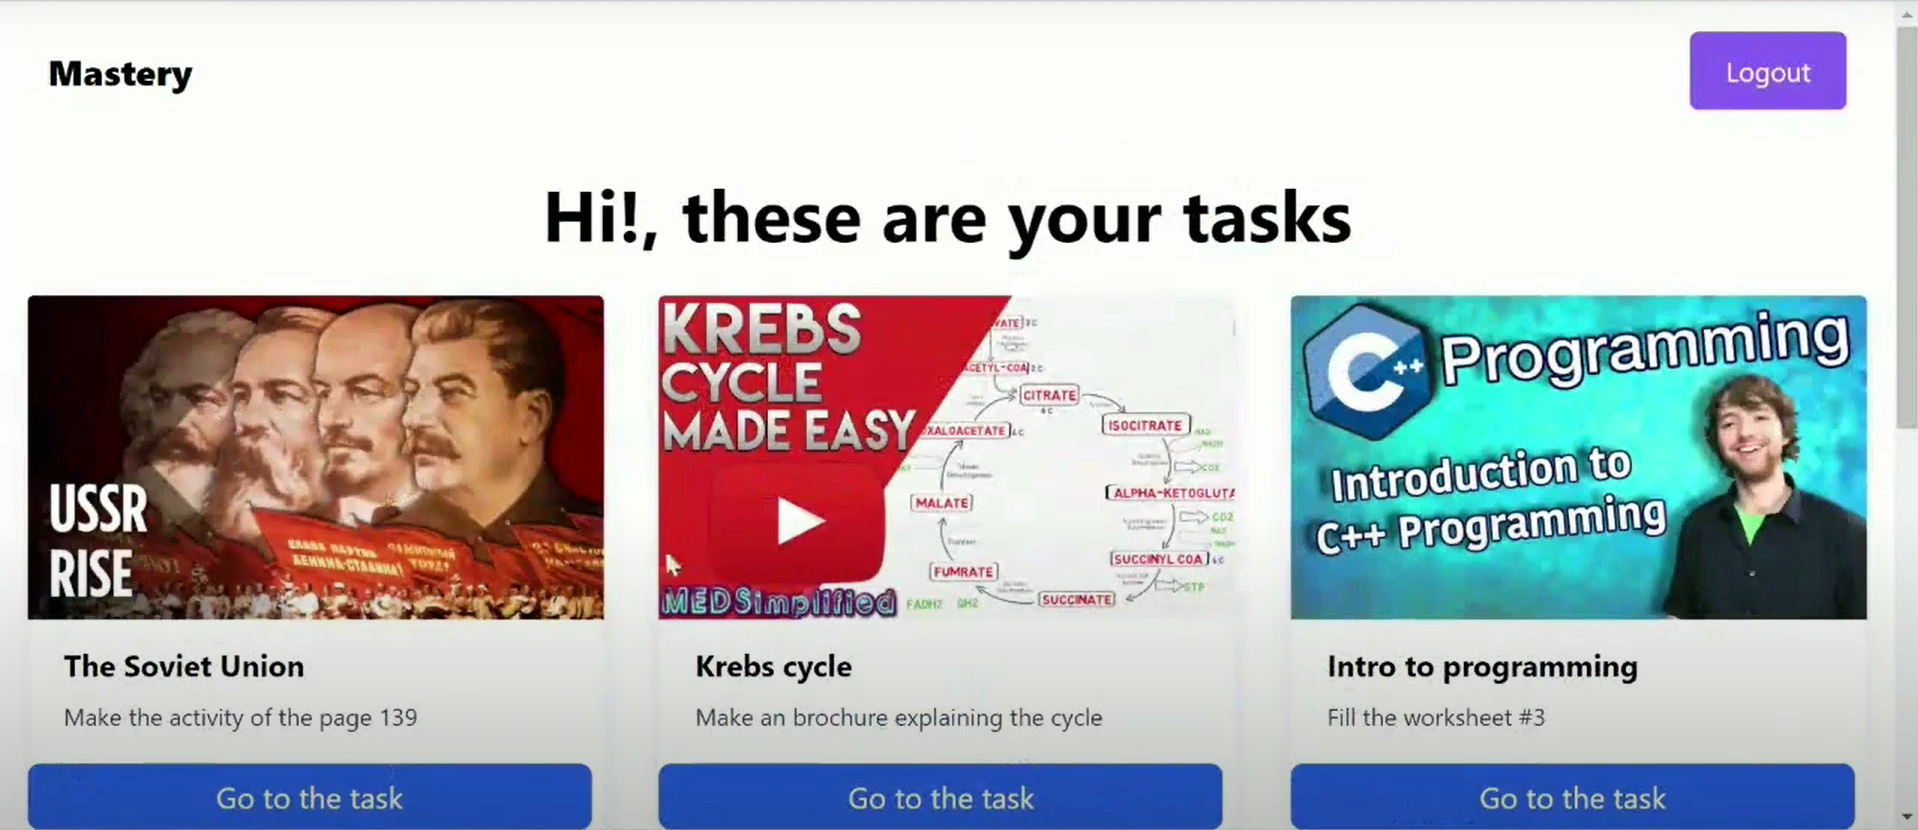 Mastery
Logout
Hi!, these are your tasks
USSR
RISE
KREBS
CYCLE
MADE EASY
MEDSimplified
CITRATE
ISOCITRATE
ALPHA-KETOGLUTA
SUCCINYL COA
SUCCINATE
FUMRATE
MALATE
FADH2
GTP
CO2
C++ Programming
Introduction to
C++ Programming
The Soviet Union
Make the activity of the page 139
Go to the task
Krebs cycle
Make an brochure explaining the cycle
Go to the task
Intro to programming
Fill the worksheet #3
Go to the task